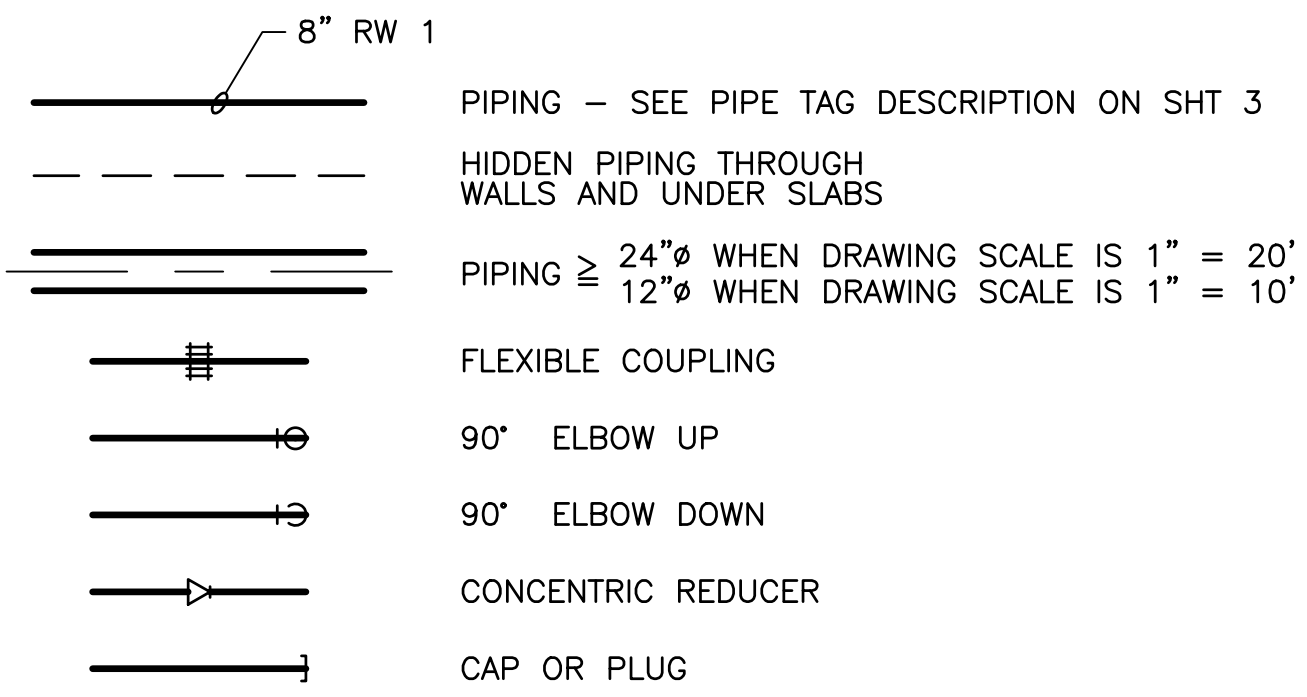 8" RW 1
PIPING – SEE PIPE TAG DESCRIPTION ON SHT 3
HIDDEN PIPING THROUGH
WALLS AND UNDER SLABS
PIPING ≧ 24"ø WHEN DRAWING SCALE IS 1" = 20'
12"ø WHEN DRAWING SCALE IS 1" = 10'
FLEXIBLE COUPLING
90° ELBOW UP
90° ELBOW DOWN
CONCENTRIC REDUCER
CAP OR PLUG